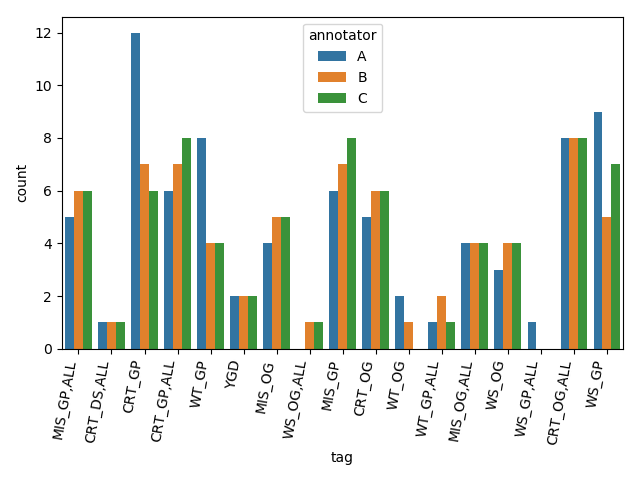 annotator
A
B
C
count
12
10
8
6
4
2
0
MIS_GP,ALL
CRT_DS,ALL
CRT_GP
CRT_GP,ALL
WT_GP
YGD
MIS_OG
WS_OG,ALL
MIS_GP
CRT_OG
WT_OG
WT_GP,ALL
MIS_OG,ALL
WS_OG
WS_GP,ALL
CRT_OG,ALL
WS_GP
tag